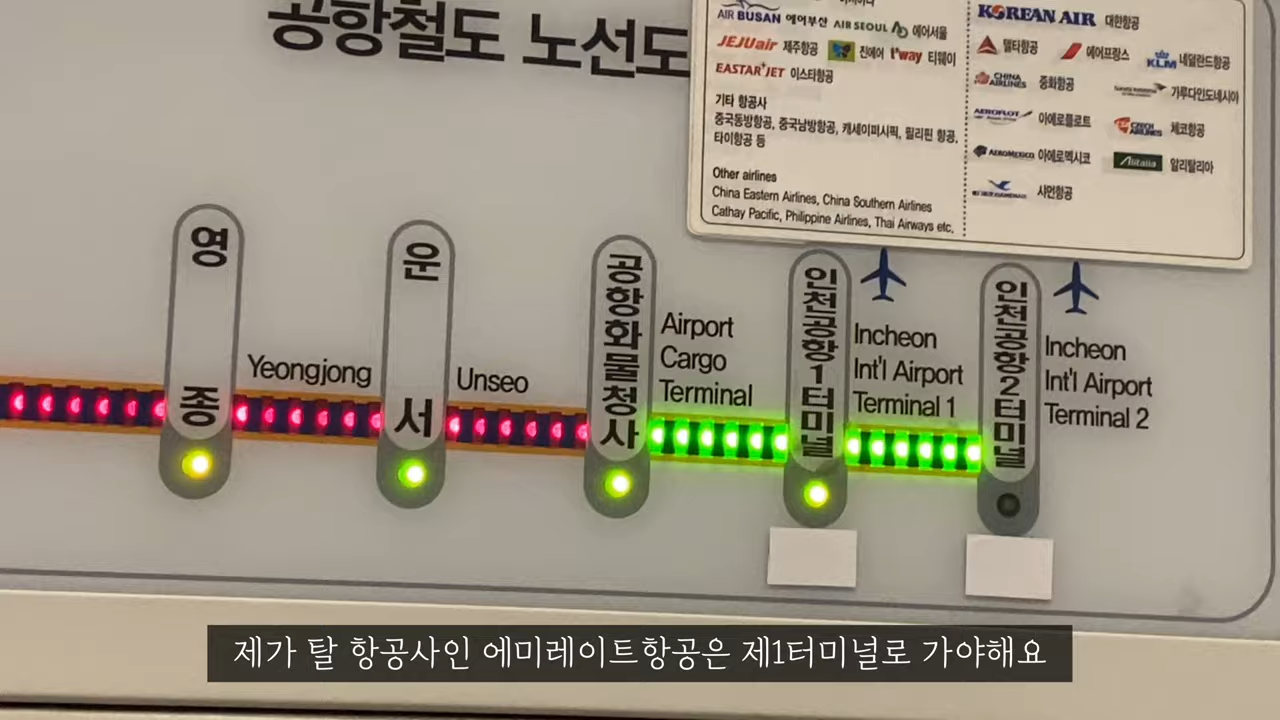 공항철도 노선도
AIR BUSAN 에어부산 AIR SEOUL 에어서울
JEJUair 제주항공 진에어 t'way 티웨이
EASTAR JET 이스타항공
기타 항공사
중국동방항공, 중국남방항공, 캐세이퍼시픽, 필리핀 항공,
타이항공 등
Other airlines
China Eastern Airlines, China Southern Airlines
Cathay Pacific, Philippine Airlines, Thai Airways etc.
KOREAN AIR 대한항공
델타항공 에어프랑스 KLM 네덜란드항공
CHINA AIRLINES 중화항공 가루다인도네시아
AEROFLOT 아에로플로트 CZECH AIRLINES 체코항공
AEROMEXICO 아에로멕시코 Alitalia 알리탈리아
샤먼항공
영종
Yeongjong
운서
Unseo
공항화물청사
Airport
Cargo
Terminal
인천공항1터미널
Incheon
Int'l Airport
Terminal 1
인천공항2터미널
Incheon
Int'l Airport
Terminal 2
제가 탈 항공사인 에미레이트항공은 제1터미널로 가야해요